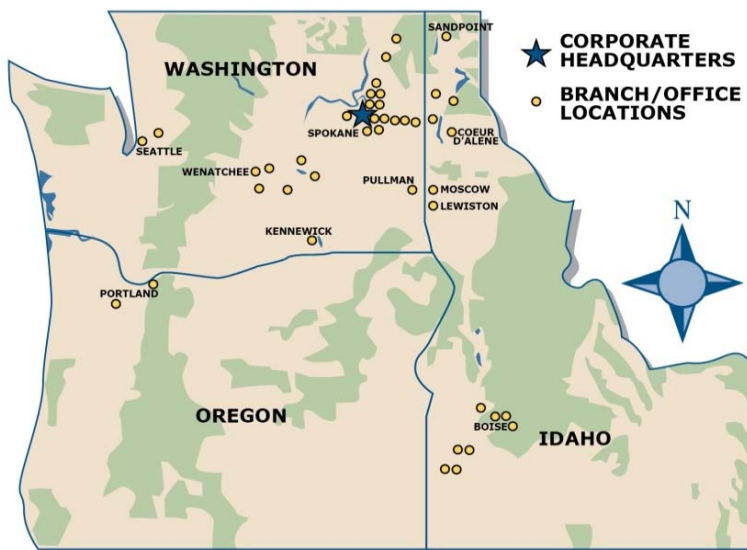 SANDPOINT
CORPORATE
HEADQUARTERS
WASHINGTON
BRANCH/OFFICE
LOCATIONS
SPOKANE
COEUR
D'ALENE
SEATTLE
WENATCHEE
PULLMAN
MOSCOW
LEWISTON
N
KENNEWICK
PORTLAND
OREGON
BOISE
IDAHO